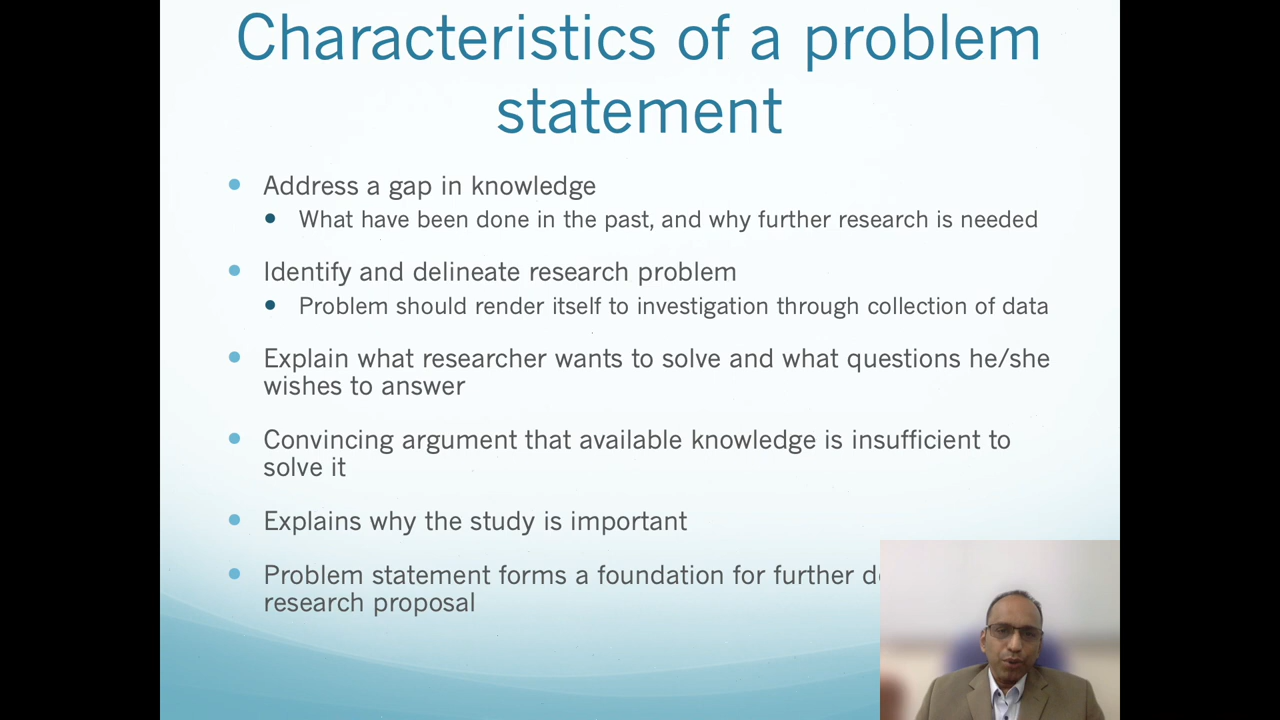 Characteristics of a problem
statement
Address a gap in knowledge
What have been done in the past, and why further research is needed
Identify and delineate research problem
Problem should render itself to investigation through collection of data
Explain what researcher wants to solve and what questions he/she
wishes to answer
Convincing argument that available knowledge is insufficient to
solve it
Explains why the study is important
Problem statement forms a foundation for further
research proposal